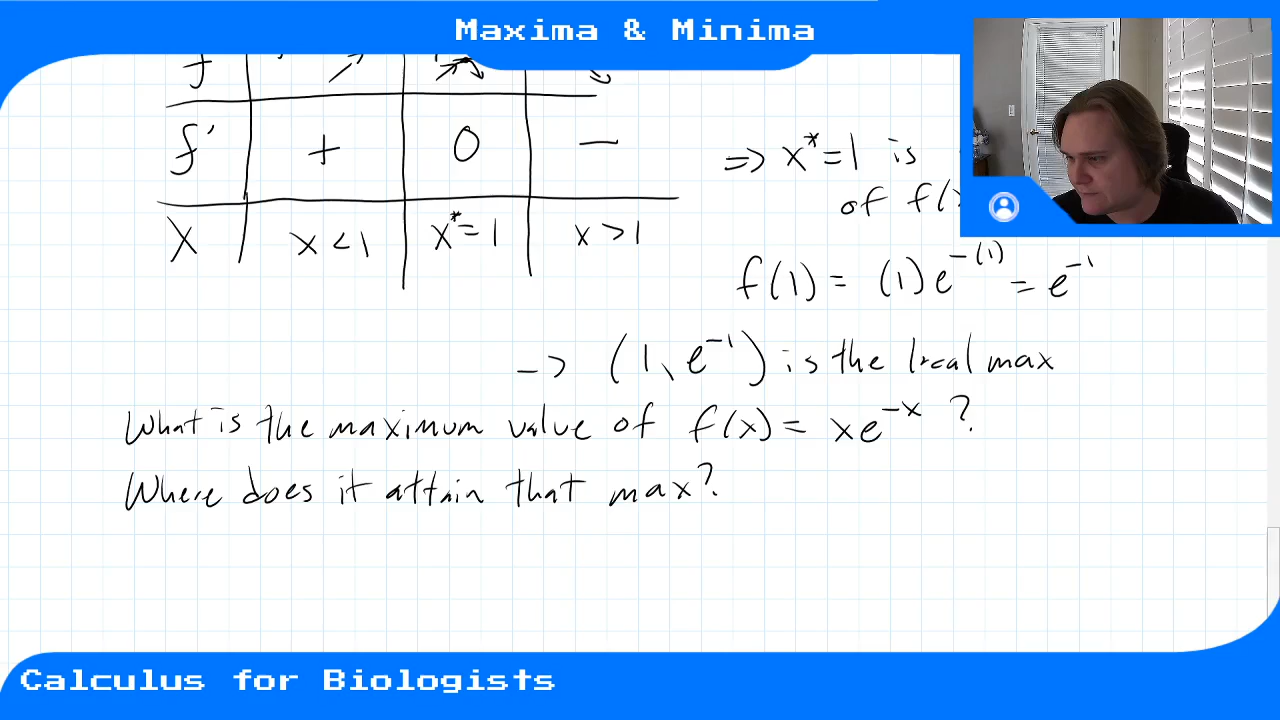 Maxima & Minima
f
f' + 0 —
X x < 1 x* = 1 x > 1
=> x* = 1 is
of f(x
f(1) = (1)e^-(1) = e^-1
-> (1, e^-1) is the local max
What is the maximum value of f(x) = xe^-x ?
Where does it attain that max?
Calculus for Biologists